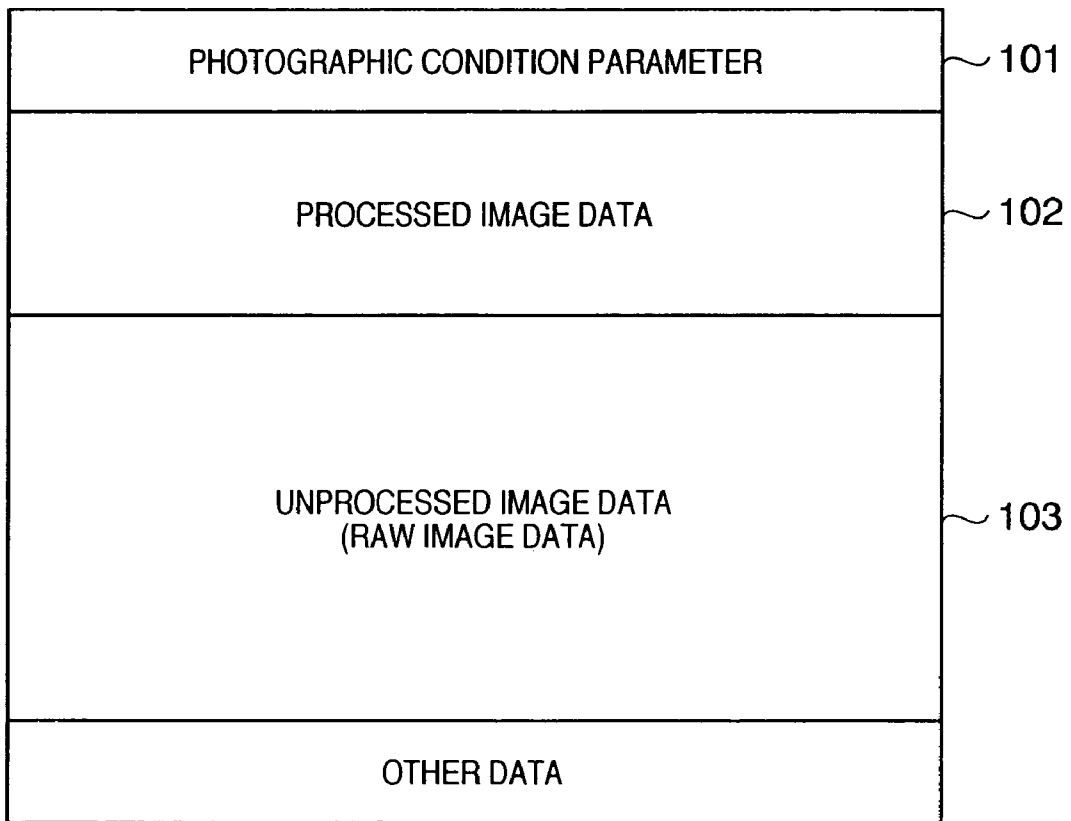 PHOTOGRAPHIC CONDITION PARAMETER 101
PROCESSED IMAGE DATA 102
UNPROCESSED IMAGE DATA
(RAW IMAGE DATA) 103
OTHER DATA